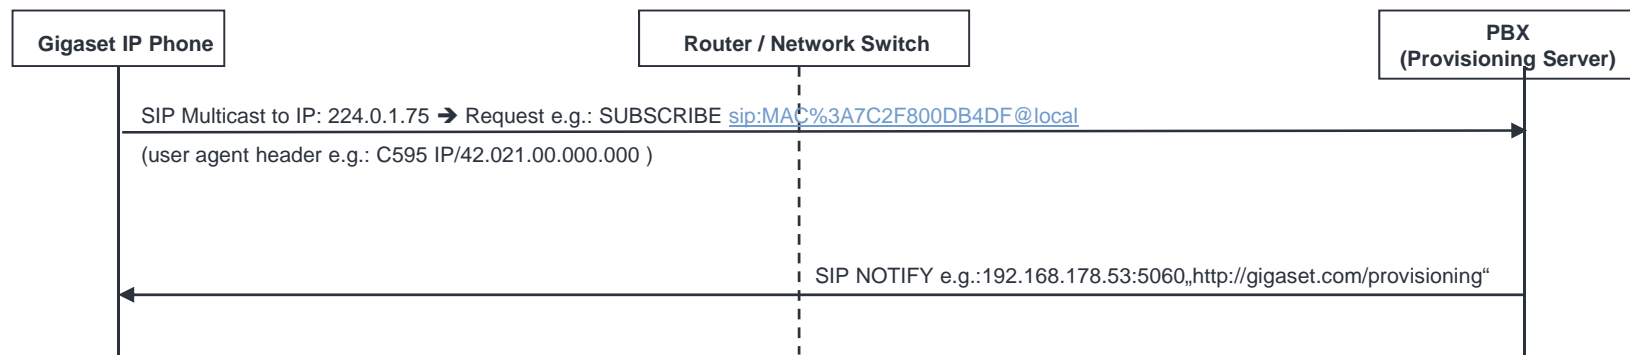 Gigaset IP Phone
Router / Network Switch
PBX
(Provisioning Server)
SIP Multicast to IP: 224.0.1.75 ➔ Request e.g.: SUBSCRIBE sip:MAC%3A7C2F800DB4DF@local
(user agent header e.g.: C595 IP/42.021.00.000.000 )
SIP NOTIFY e.g.:192.168.178.53:5060„http://gigaset.com/provisioning“